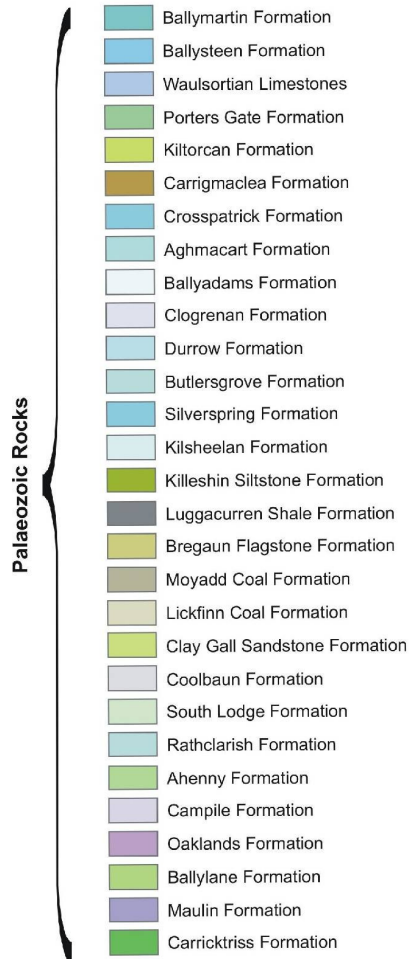 Palaeozoic Rocks
Ballymartin Formation
Ballysteen Formation
Waulsortian Limestones
Porters Gate Formation
Kiltorcan Formation
Carrigmaclea Formation
Crosspatrick Formation
Aghmacart Formation
Ballyadams Formation
Clogrenan Formation
Durrow Formation
Butlersgrove Formation
Silverspring Formation
Kilsheelan Formation
Killeshin Siltstone Formation
Luggacurren Shale Formation
Bregaun Flagstone Formation
Moyadd Coal Formation
Lickfinn Coal Formation
Clay Gall Sandstone Formation
Coolbaun Formation
South Lodge Formation
Rathclarish Formation
Ahenny Formation
Campile Formation
Oaklands Formation
Ballylane Formation
Maulin Formation
Carricktriss Formation